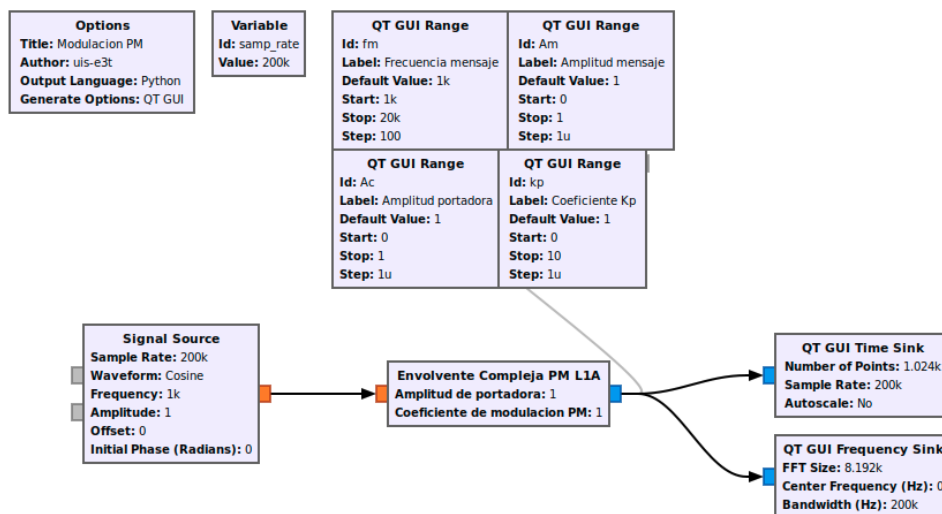 Options
Title: Modulacion PM
Author: uis-e3t
Output Language: Python
Generate Options: QT GUI
Variable
Id: samp_rate
Value: 200k
QT GUI Range
Id: fm
Label: Frecuencia mensaje
Default Value: 1k
Start: 1k
Stop: 20k
Step: 100
QT GUI Range
Id: Am
Label: Amplitud mensaje
Default Value: 1
Start: 0
Stop: 1
Step: 1u
QT GUI Range
Id: Ac
Label: Amplitud portadora
Default Value: 1
Start: 0
Stop: 1
Step: 1u
QT GUI Range
Id: kp
Label: Coeficiente Kp
Default Value: 1
Start: 0
Stop: 10
Step: 1u
Signal Source
Sample Rate: 200k
Waveform: Cosine
Frequency: 1k
Amplitude: 1
Offset: 0
Initial Phase (Radians): 0
Envolvente Compleja PM L1A
Amplitud de portadora: 1
Coeficiente de modulacion PM: 1
QT GUI Time Sink
Number of Points: 1.024k
Sample Rate: 200k
Autoscale: No
QT GUI Frequency Sink
FFT Size: 8.192k
Center Frequency (Hz): 0
Bandwidth (Hz): 200k